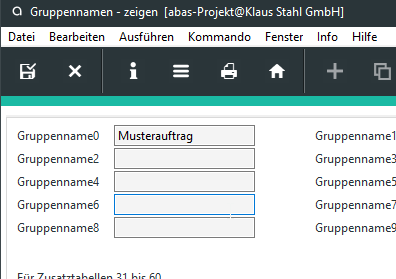 Gruppennamen - zeigen [abas-Projekt@Klaus Stahl GmbH]
Datei Bearbeiten Ausführen Kommando Fenster Info Hilfe
Gruppenname0 Musterauftrag Gruppenname1
Gruppenname2 Gruppenname3
Gruppenname4 Gruppenname5
Gruppenname6 Gruppenname7
Gruppenname8 Gruppenname9
Für Zusatztabellen 31 bis 60